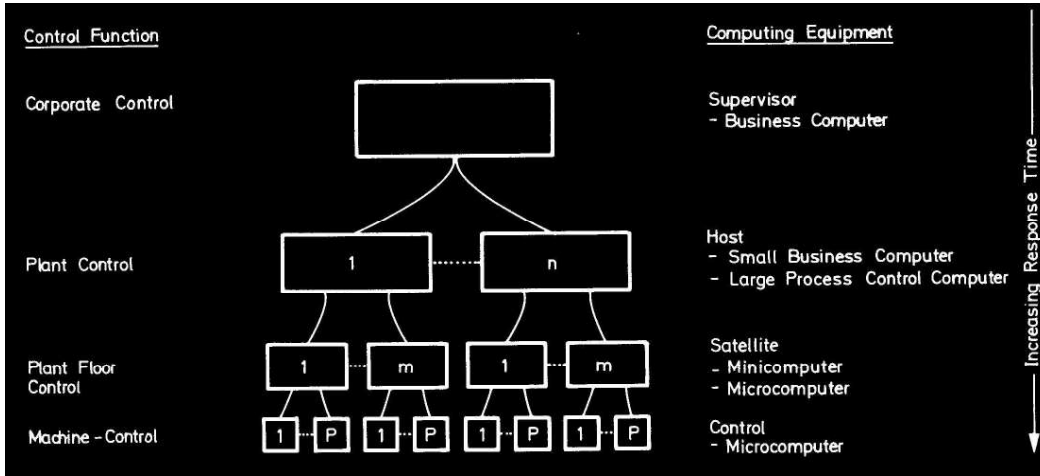 Control Function
Computing Equipment
Corporate Control
Supervisor
- Business Computer
Plant Control
1
n
Host
- Small Business Computer
- Large Process Control Computer
Plant Floor
Control
1
m
1
m
Satellite
- Minicomputer
- Microcomputer
Machine-Control
1
P
1
P
1
P
1
P
Control
- Microcomputer
Increasing Response Time